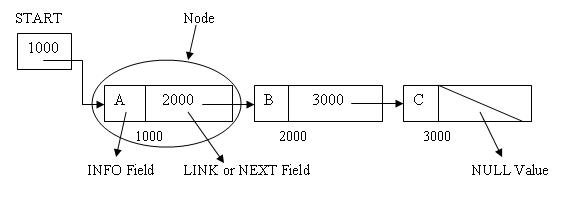 START
Node
1000
A
2000
B
3000
C
1000
2000
3000
INFO Field
LINK or NEXT Field
NULL Value